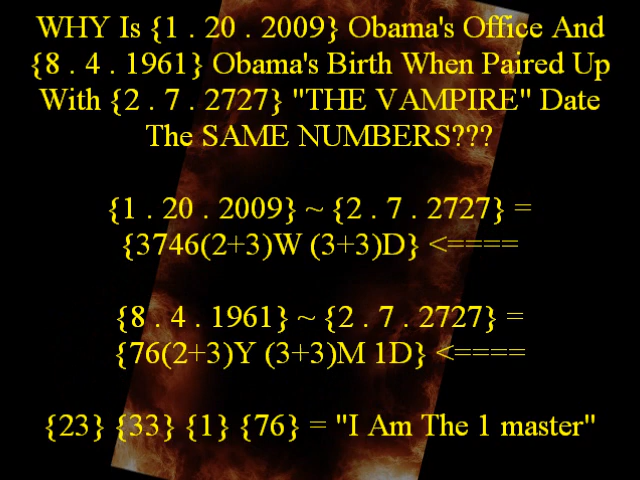 WHY Is {1 . 20 . 2009} Obama's Office And
{8 . 4 . 1961} Obama's Birth When Paired Up
With {2 . 7 . 2727} "THE VAMPIRE" Date
The SAME NUMBERS???
{1 . 20 . 2009} ~ {2 . 7 . 2727} =
{3746(2+3)W (3+3)D} <====
{8 . 4 . 1961} ~ {2 . 7 . 2727} =
{76(2+3)Y (3+3)M 1D} <====
{23} {33} {1} {76} = "I Am The 1 master"